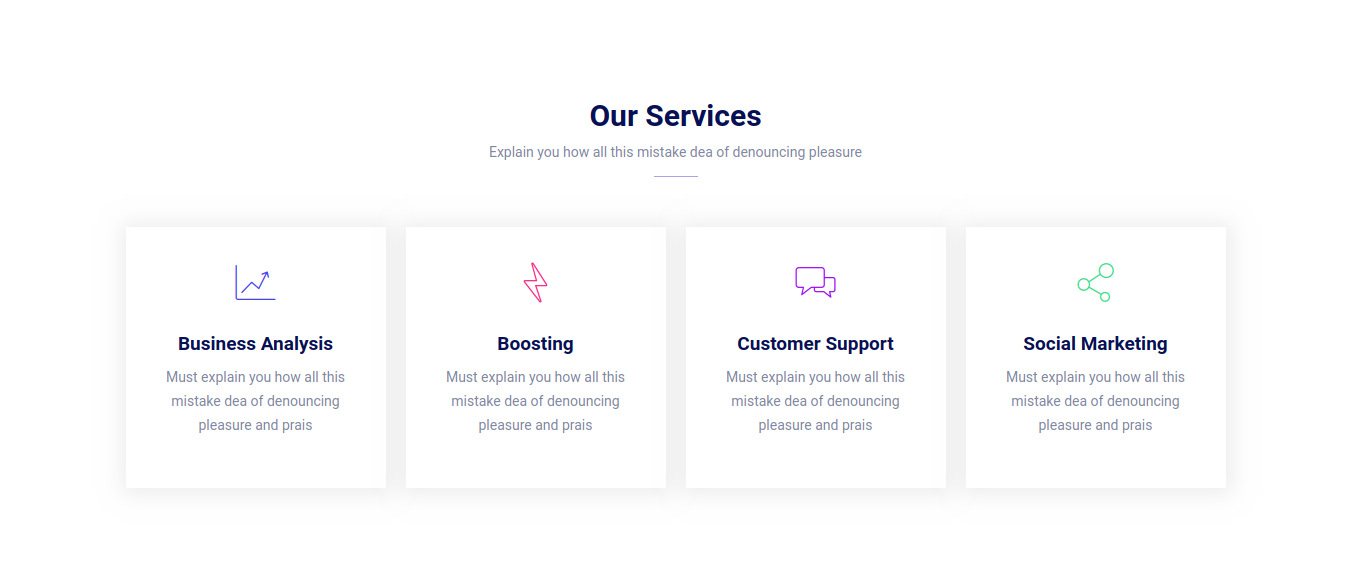 Our Services
Explain you how all this mistake dea of denouncing pleasure
Business Analysis
Must explain you how all this
mistake dea of denouncing
pleasure and prais
Boosting
Must explain you how all this
mistake dea of denouncing
pleasure and prais
Customer Support
Must explain you how all this
mistake dea of denouncing
pleasure and prais
Social Marketing
Must explain you how all this
mistake dea of denouncing
pleasure and prais